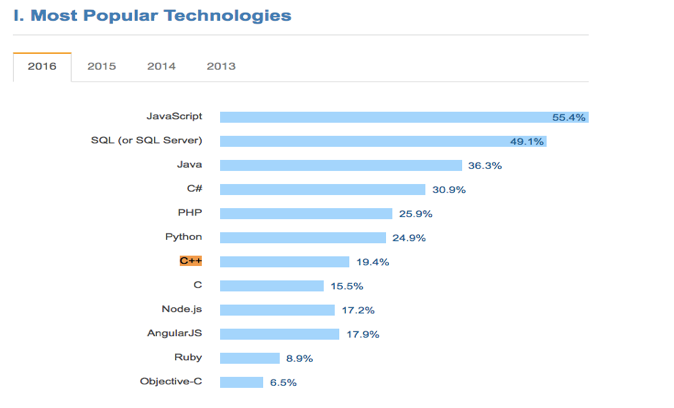 I. Most Popular Technologies
2016 2015 2014 2013
JavaScript 55.4%
SQL (or SQL Server) 49.1%
Java 36.3%
C# 30.9%
PHP 25.9%
Python 24.9%
C++ 19.4%
C 15.5%
Node.js 17.2%
AngularJS 17.9%
Ruby 8.9%
Objective-C 6.5%